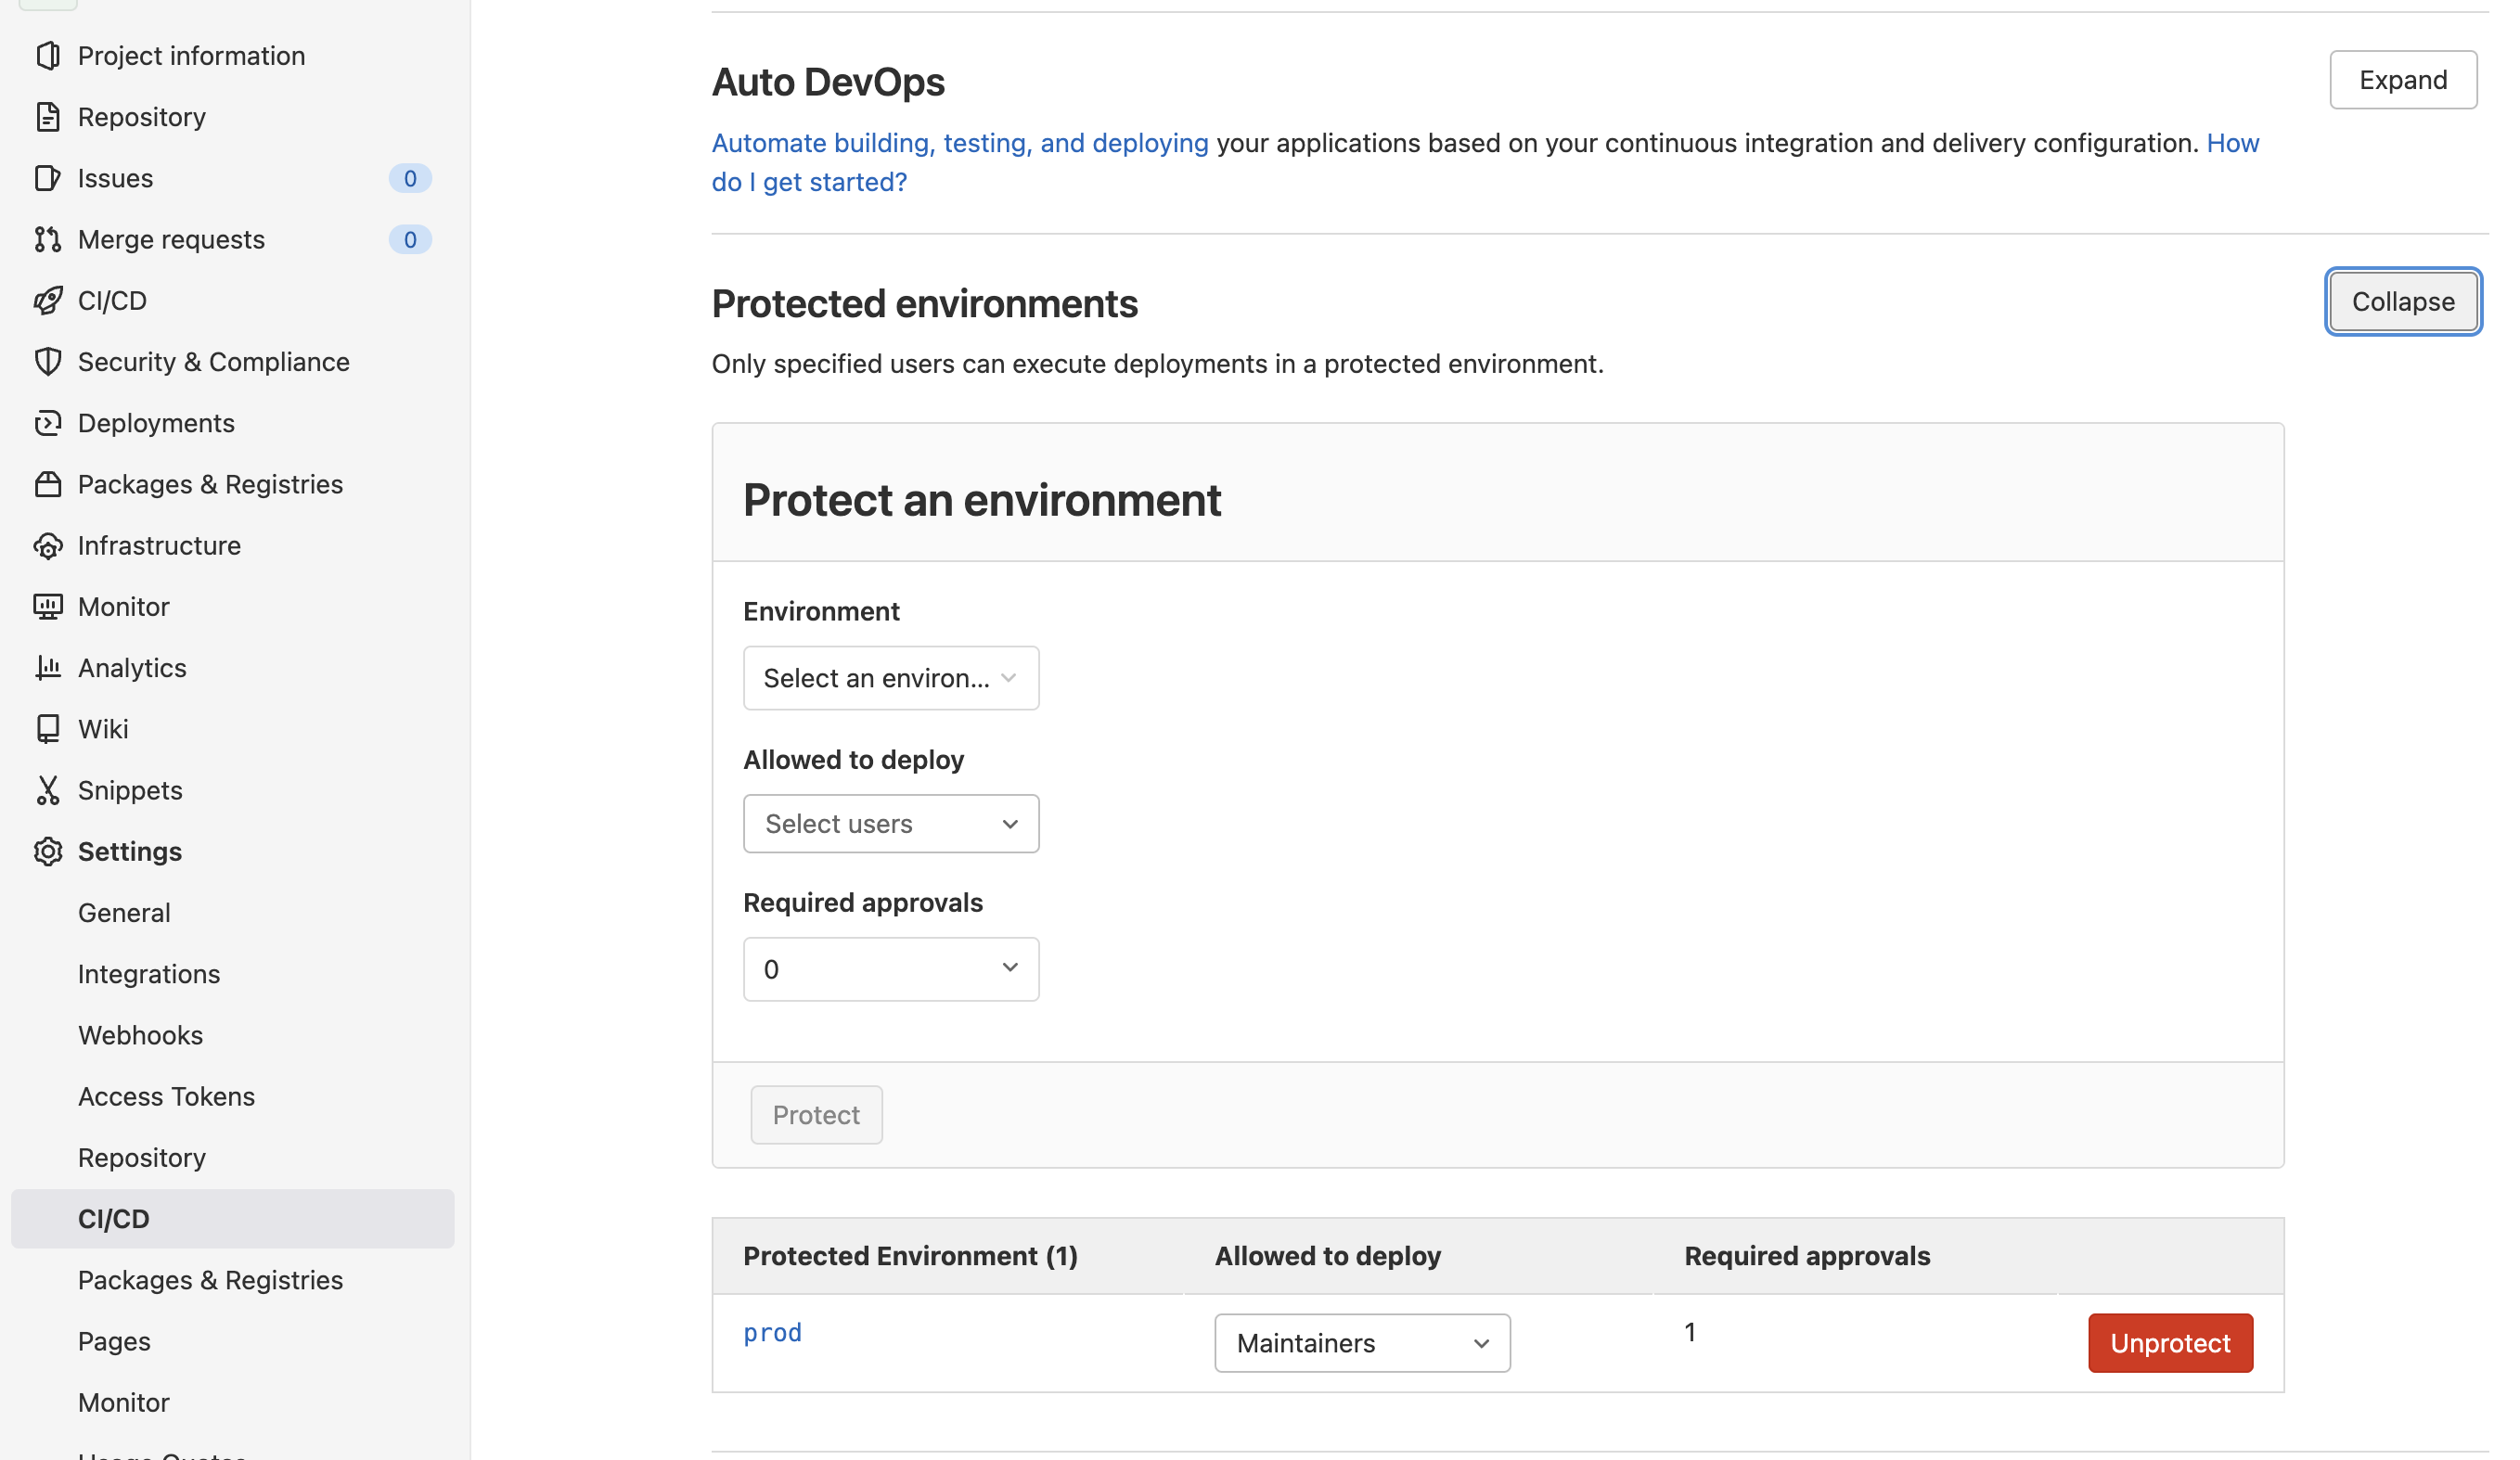 Project information
Repository
Issues 0
Merge requests 0
CI/CD
Security & Compliance
Deployments
Packages & Registries
Infrastructure
Monitor
Analytics
Wiki
Snippets
Settings
General
Integrations
Webhooks
Access Tokens
Repository
CI/CD
Packages & Registries
Pages
Monitor
Usage Quotas
Auto DevOps
Expand
Automate building, testing, and deploying your applications based on your continuous integration and delivery configuration. How
do I get started?
Protected environments
Collapse
Only specified users can execute deployments in a protected environment.
Protect an environment
Environment
Select an environ...
Allowed to deploy
Select users
Required approvals
0
Protect
Protected Environment (1) Allowed to deploy Required approvals
prod Maintainers 1 Unprotect